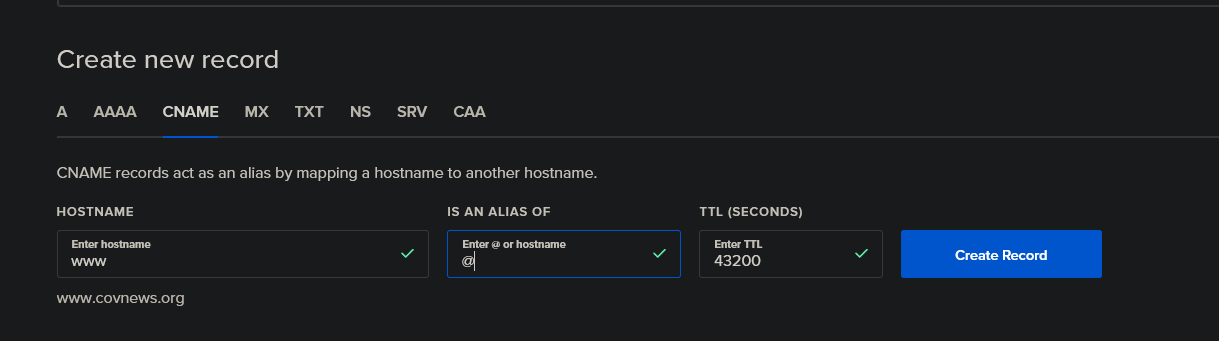 Create new record
A AAAA CNAME MX TXT NS SRV CAA
CNAME records act as an alias by mapping a hostname to another hostname.
HOSTNAME IS AN ALIAS OF TTL (SECONDS)
Enter hostname Enter @ or hostname Enter TTL
www @ 43200 Create Record
www.covnews.org